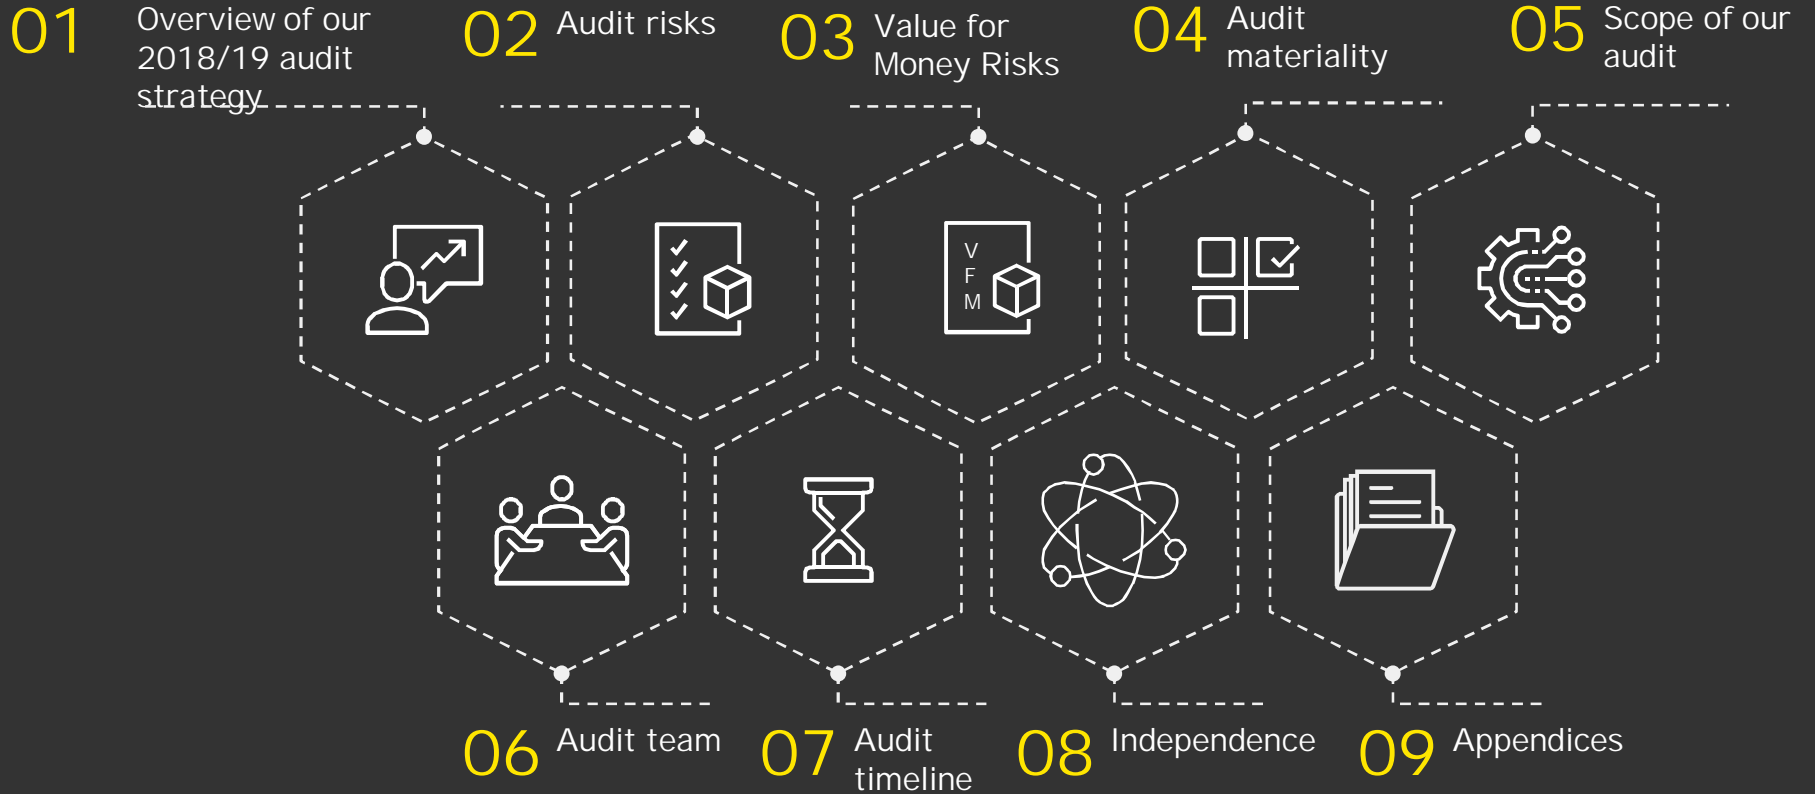 01
Overview of our
2018/19 audit
strategy
02
Audit risks
03
Value for
Money Risks
04
Audit
materiality
05
Scope of our
audit
V
F
M
06
Audit team
07
Audit
timeline
08
Independence
09
Appendices